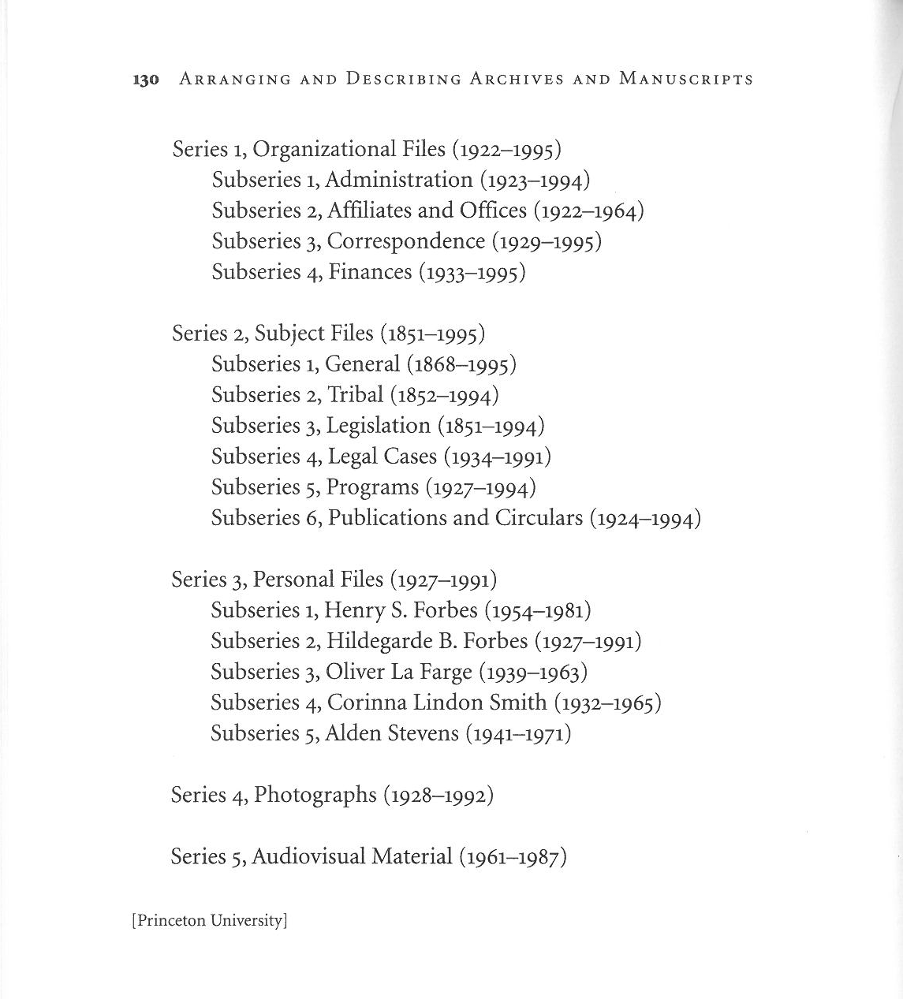 130 Arranging and Describing Archives and Manuscripts
Series 1, Organizational Files (1922–1995)
Subseries 1, Administration (1923–1994)
Subseries 2, Affiliates and Offices (1922–1964)
Subseries 3, Correspondence (1929–1995)
Subseries 4, Finances (1933–1995)
Series 2, Subject Files (1851–1995)
Subseries 1, General (1868–1995)
Subseries 2, Tribal (1852–1994)
Subseries 3, Legislation (1851–1994)
Subseries 4, Legal Cases (1934–1991)
Subseries 5, Programs (1927–1994)
Subseries 6, Publications and Circulars (1924–1994)
Series 3, Personal Files (1927–1991)
Subseries 1, Henry S. Forbes (1954–1981)
Subseries 2, Hildegarde B. Forbes (1927–1991)
Subseries 3, Oliver La Farge (1939–1963)
Subseries 4, Corinna Lindon Smith (1932–1965)
Subseries 5, Alden Stevens (1941–1971)
Series 4, Photographs (1928–1992)
Series 5, Audiovisual Material (1961–1987)
[Princeton University]